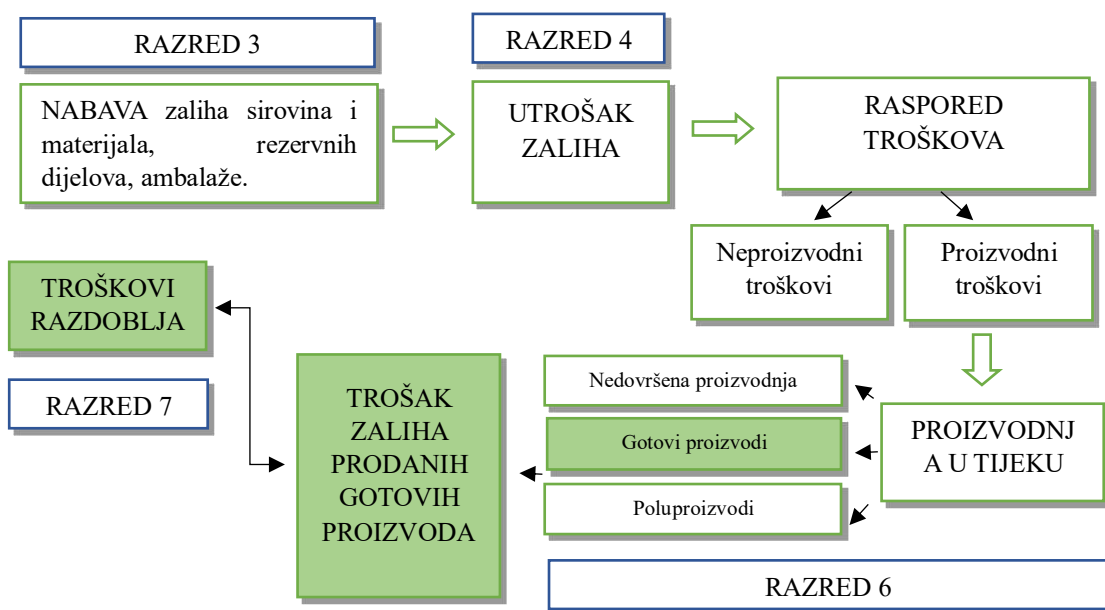 RAZRED 3
RAZRED 4
NABAVA zaliha sirovina i
materijala, rezervnih
dijelova, ambalaže.
UTROŠAK
ZALIHA
RASPORED
TROŠKOVA
Neproizvodni
troškovi
Proizvodni
troškovi
TROŠKOVI
RAZDOBLJA
RAZRED 7
TROŠAK
ZALIHA
PRODANIH
GOTOVIH
PROIZVODA
Nedovršena proizvodnja
Gotovi proizvodi
Poluproizvodi
PROIZVODNJ
A U TIJEKU
RAZRED 6